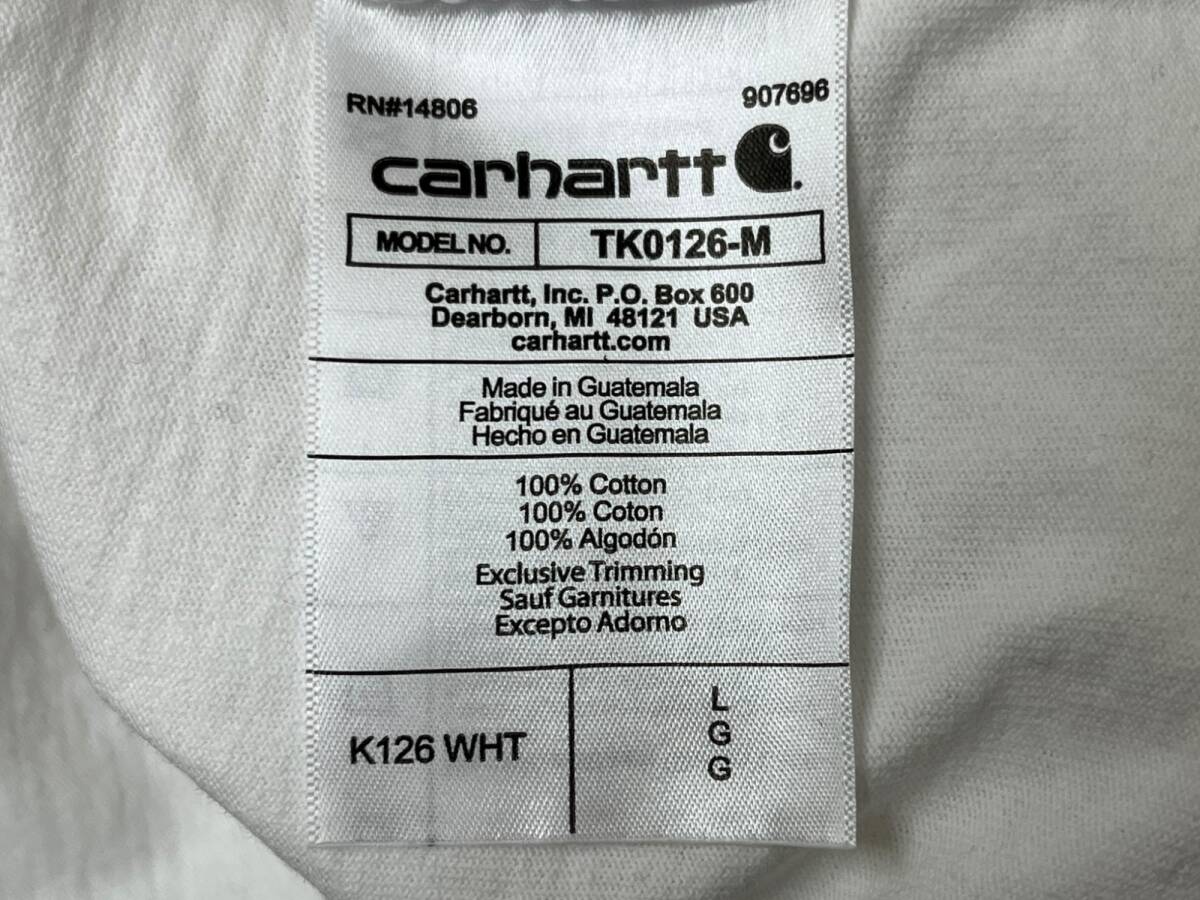 RN#14806 907696
carhartt
MODEL NO. TK0126-M
Carhartt, Inc. P.O. Box 600
Dearborn, MI 48121 USA
carhartt.com
Made in Guatemala
Fabriqué au Guatemala
Hecho en Guatemala
100% Cotton
100% Coton
100% Algodón
Exclusive Trimming
Sauf Garnitures
Excepto Adorno
K126 WHT
L
G
G